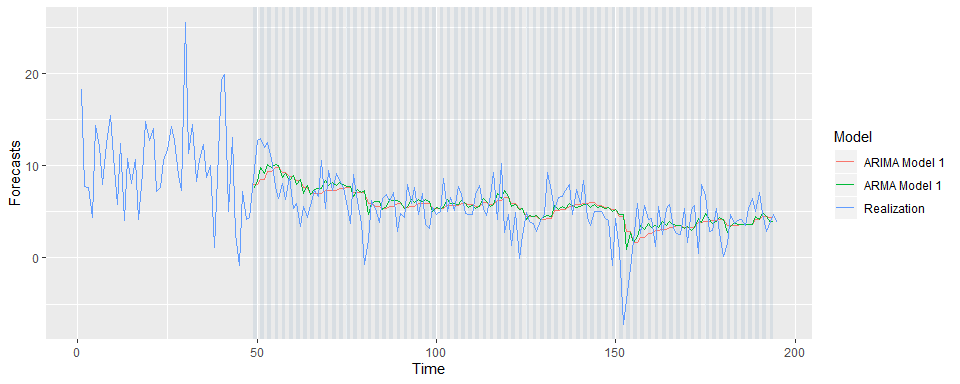 Forecasts
20
10
0
0
50
100
150
200
Time
Model
ARIMA Model 1
ARMA Model 1
Realization